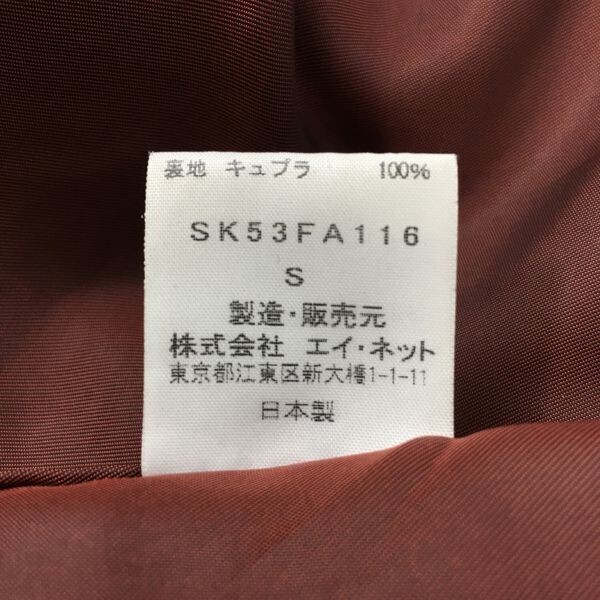 裏地 キュプラ 100%
SK53FA116
S
製造・販売元
株式会社 エイ・ネット
東京都江東区新大橋1-1-11
日本製